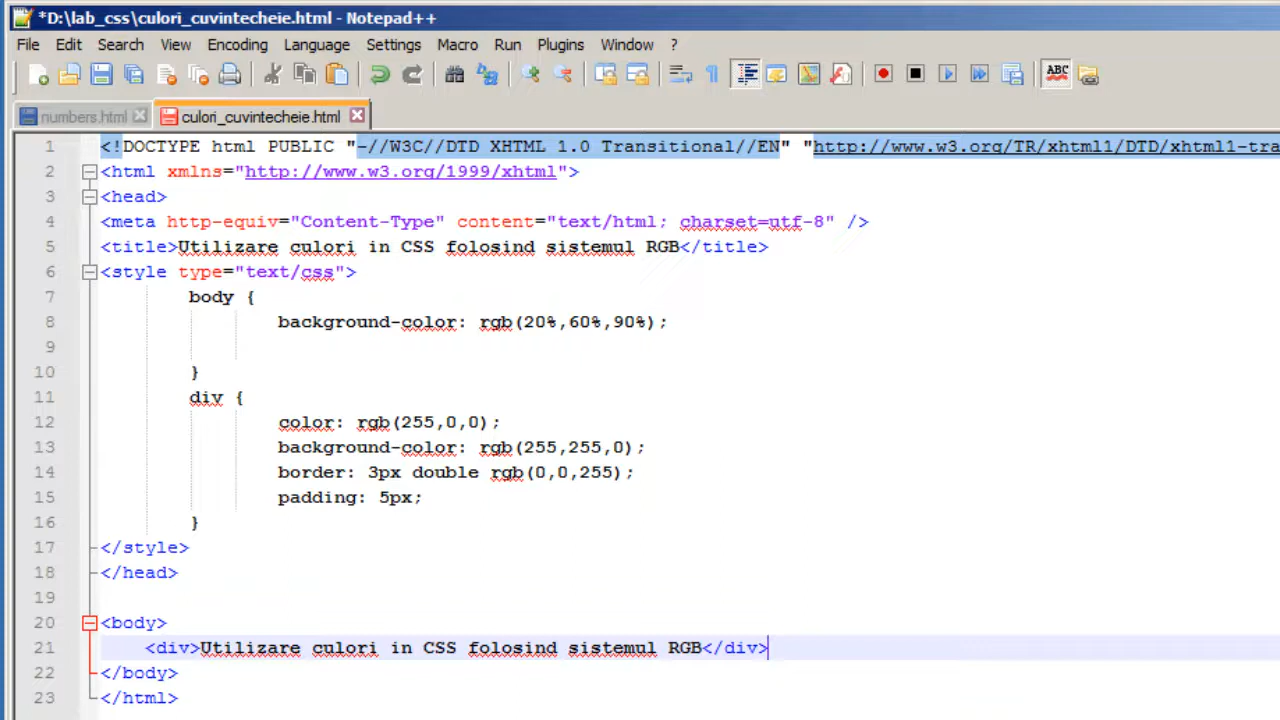 *D:\lab_css\culori_cuvintecheie.html - Notepad++
File Edit Search View Encoding Language Settings Macro Run Plugins Window ?
ABC
numbers.html culori_cuvintecheie.html
1 <!DOCTYPE html PUBLIC "-//W3C//DTD XHTML 1.0 Transitional//EN" "http://www.w3.org/TR/xhtml1/DTD/xhtml1-tra
2 <html xmlns="http://www.w3.org/1999/xhtml">
3 <head>
4 <meta http-equiv="Content-Type" content="text/html; charset=utf-8" />
5 <title>Utilizare culori in CSS folosind sistemul RGB</title>
6 <style type="text/css">
7 body {
8 background-color: rgb(20%,60%,90%);
9
10 }
11 div {
12 color: rgb(255,0,0);
13 background-color: rgb(255,255,0);
14 border: 3px double rgb(0,0,255);
15 padding: 5px;
16 }
17 </style>
18 </head>
19
20 <body>
21 <div>Utilizare culori in CSS folosind sistemul RGB</div>
22 </body>
23 </html>